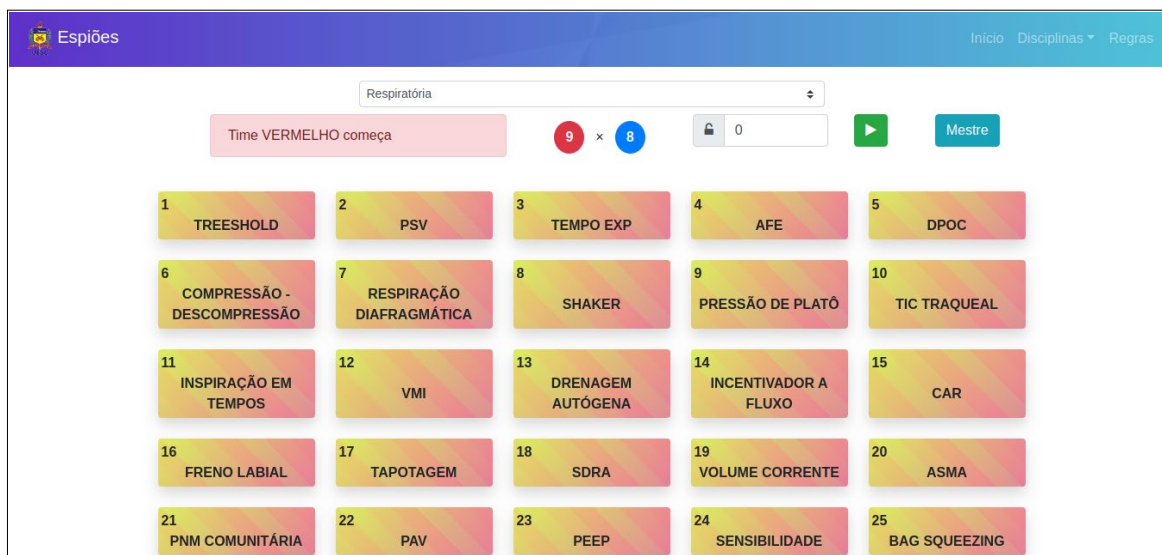 Espiões
Início Disciplinas Regras
Respiratória
Time VERMELHO começa 9 × 8 0 Mestre
1
TREESHOLD
2
PSV
3
TEMPO EXP
4
AFE
5
DPOC
6
COMPRESSÃO -
DESCOMPRESSÃO
7
RESPIRAÇÃO
DIAFRAGMÁTICA
8
SHAKER
9
PRESSÃO DE PLATÔ
10
TIC TRAQUEAL
11
INSPIRAÇÃO EM
TEMPOS
12
VMI
13
DRENAGEM
AUTÓGENA
14
INCENTIVADOR A
FLUXO
15
CAR
16
FRENO LABIAL
17
TAPOTAGEM
18
SDRA
19
VOLUME CORRENTE
20
ASMA
21
PNM COMUNITÁRIA
22
PAV
23
PEEP
24
SENSIBILIDADE
25
BAG SQUEEZING